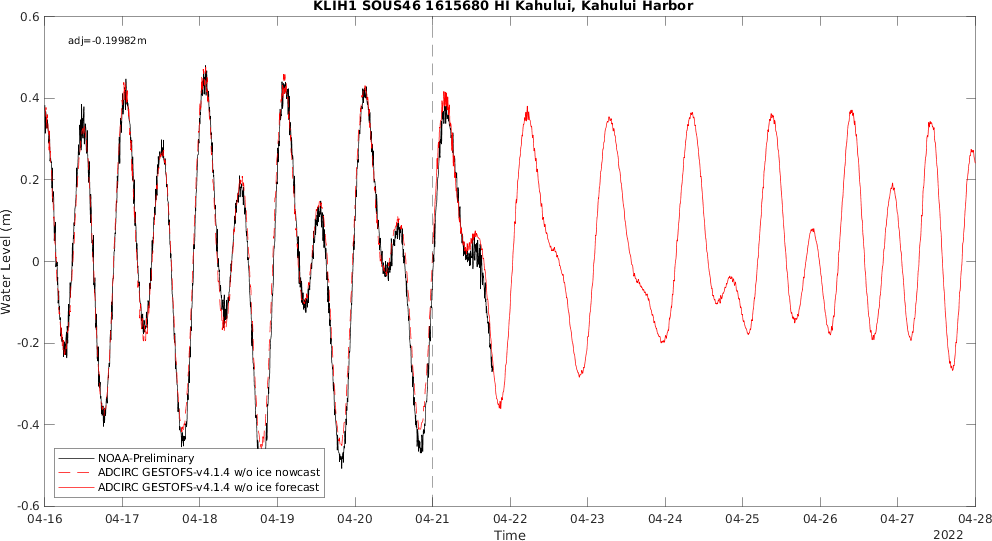 KLIH1 SOUS46 1615680 HI Kahului, Kahului Harbor
adj=-0.19982m
0.6
0.4
0.2
0
-0.2
-0.4
-0.6
Water Level (m)
NOAA-Preliminary
ADCIRC GESTOFS-v4.1.4 w/o ice nowcast
ADCIRC GESTOFS-v4.1.4 w/o ice forecast
04-16 04-17 04-18 04-19 04-20 04-21 04-22 04-23 04-24 04-25 04-26 04-27 04-28
Time
2022